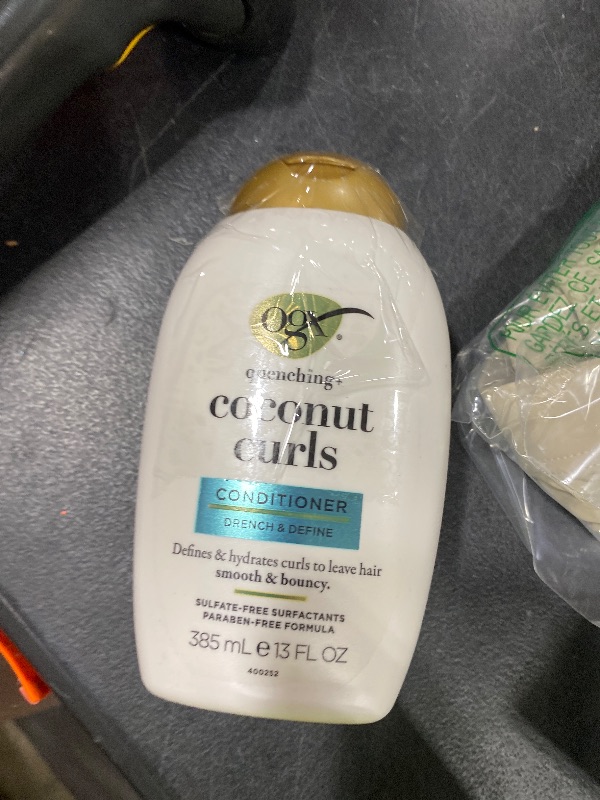 ogx
quenching+
coconut
curls
CONDITIONER
DRENCH & DEFINE
Defines & hydrates curls to leave hair
smooth & bouncy.
SULFATE-FREE SURFACTANTS
PARABEN-FREE FORMULA
385 mL e 13 FL OZ
400252